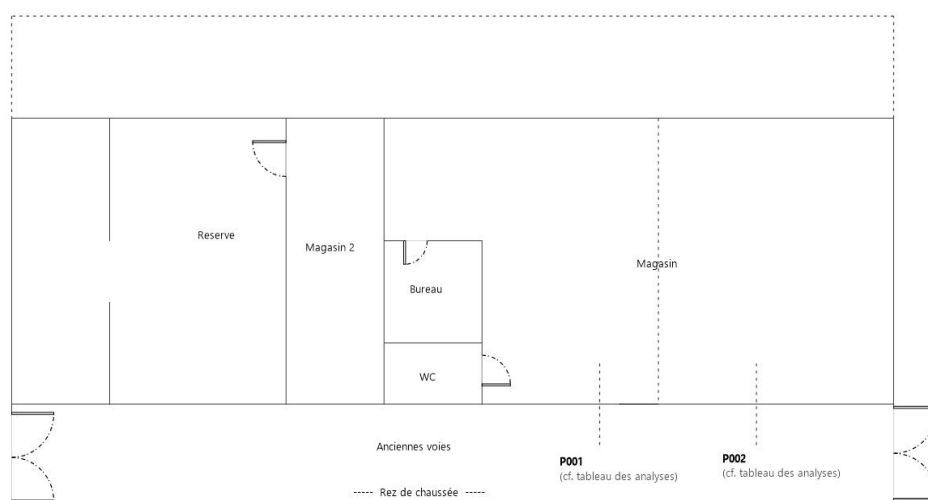 Reserve
Magasin 2
Magasin
Bureau
WC
Anciennes voies
P001
(cf. tableau des analyses)
P002
(cf. tableau des analyses)
----- Rez de chaussée -----